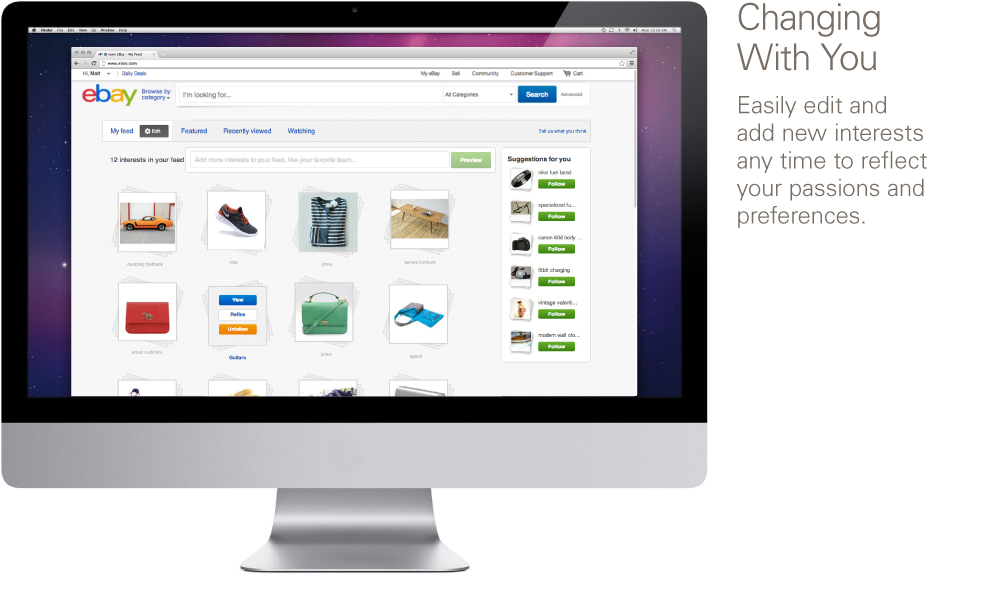 Changing
With You
Easily edit and
add new interests
any time to reflect
your passions and
preferences.
Finder File Edit View Go Window Help
www.ebay.com
Hi, Matt
Daily Deals
My eBay Sell Community Customer Support Cart
ebay
Browse by
category
I'm looking for...
All Categories
Search
Advanced
My feed Edit Featured Recently viewed Watching
Tell us what you think
12 interests in your feed
Add more interests to your feed, like your favorite team...
Preview
Suggestions for you
nike fuel band
Follow
specialized fu...
Follow
canon 60d body ...
Follow
fitbit charging
Follow
vintage valenti...
Follow
modern wall clo...
Follow
mustang fastback
nike
jcrew
eames furniture
urban outfitters
View
Refine
Unfollow
Guitars
jcrew
speck